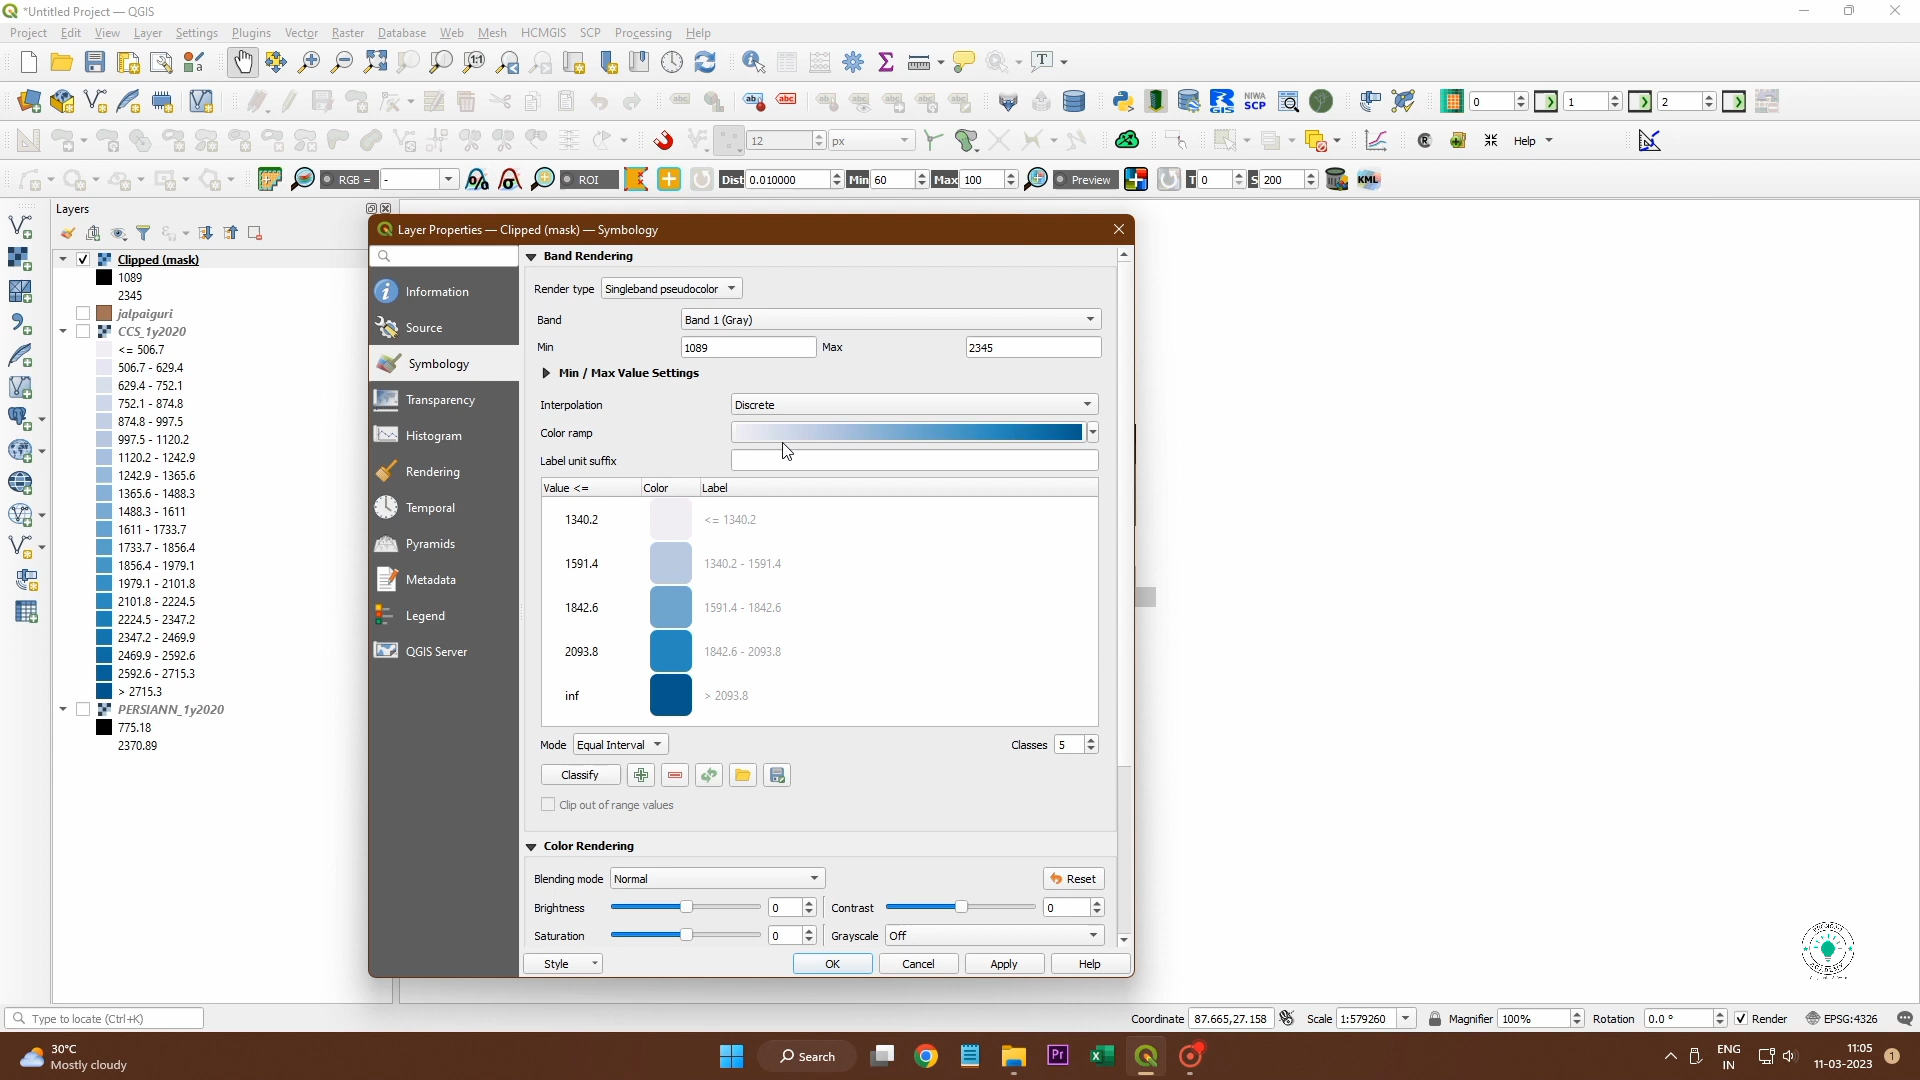 *Untitled Project — QGIS
Project Edit View Layer Settings Plugins Vector Raster Database Web Mesh HCMGIS SCP Processing Help
NIWA SCP 0 1 2
12 px Help
RGB = - ROI Dist 0.010000 Min 60 Max 100 Preview T 0 S 200 KML
Layers
Clipped (mask)
1089
2345
jalpaiguri
CCS_1y2020
<= 506.7
506.7 - 629.4
629.4 - 752.1
752.1 - 874.8
874.8 - 997.5
997.5 - 1120.2
1120.2 - 1242.9
1242.9 - 1365.6
1365.6 - 1488.3
1488.3 - 1611
1611 - 1733.7
1733.7 - 1856.4
1856.4 - 1979.1
1979.1 - 2101.8
2101.8 - 2224.5
2224.5 - 2347.2
2347.2 - 2469.9
2469.9 - 2592.6
2592.6 - 2715.3
> 2715.3
PERSIANN_1y2020
775.18
2370.89
Layer Properties — Clipped (mask) — Symbology
Information
Source
Symbology
Transparency
Histogram
Rendering
Temporal
Pyramids
Metadata
Legend
QGIS Server
Band Rendering
Render type Singleband pseudocolor
Band Band 1 (Gray)
Min 1089 Max 2345
Min / Max Value Settings
Interpolation Discrete
Color ramp
Label unit suffix
Value <= Color Label
1340.2 <= 1340.2
1591.4 1340.2 - 1591.4
1842.6 1591.4 - 1842.6
2093.8 1842.6 - 2093.8
inf > 2093.8
Mode Equal Interval Classes 5
Classify
Clip out of range values
Color Rendering
Blending mode Normal Reset
Brightness 0 Contrast 0
Saturation 0 Grayscale Off
Style OK Cancel Apply Help
Type to locate (Ctrl+K) Coordinate 87.665,27.158 Scale 1:579260 Magnifier 100% Rotation 0.0 ° Render EPSG:4326
30°C
Mostly cloudy
Search
ENG
IN
11:05
11-03-2023
1